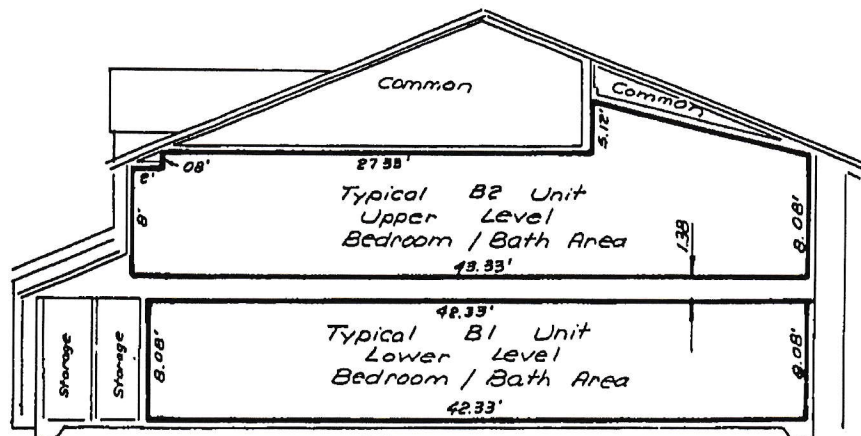 Common
Common
5.12'
27.33'
.08'
2'
8'
Typical B2 Unit
Upper Level
Bedroom / Bath Area
1.38
8.08'
43.33'
42.33'
Storage
Storage
8.08'
Typical B1 Unit
Lower Level
Bedroom / Bath Area
8.08'
42.33'